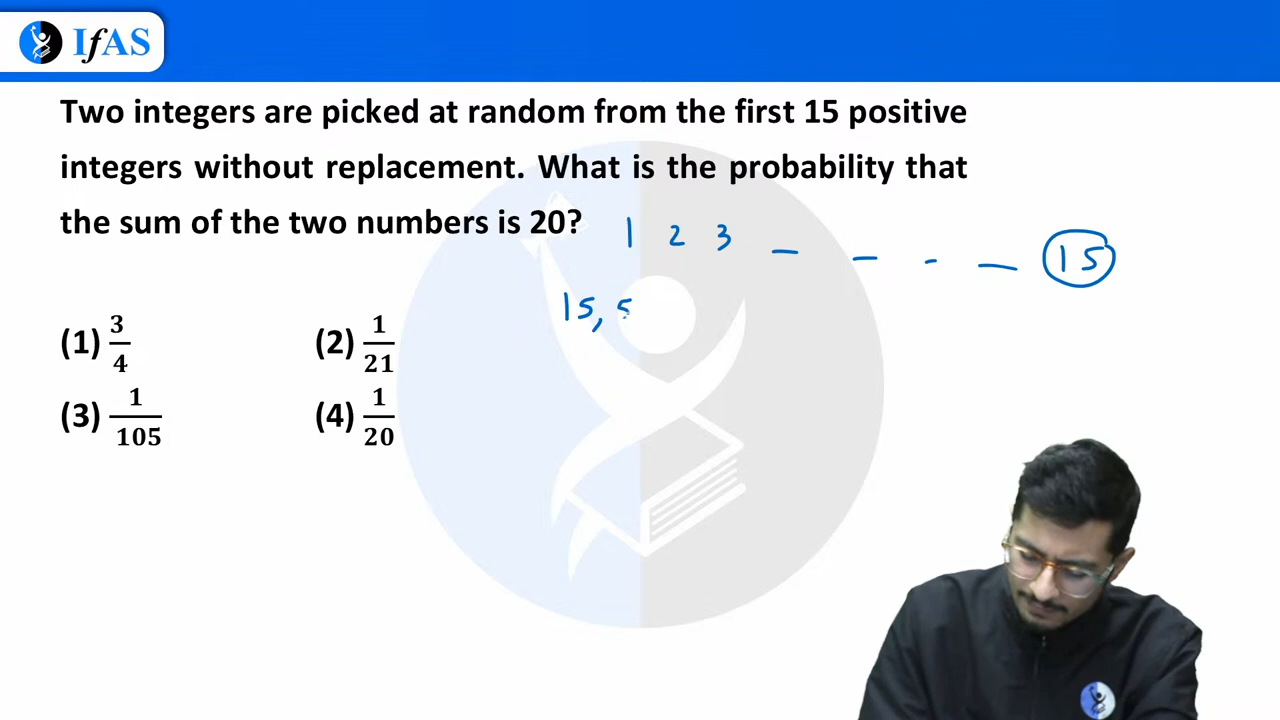 IfAS
Two integers are picked at random from the first 15 positive
integers without replacement. What is the probability that
the sum of the two numbers is 20?
1 2 3 _ _ . _ 15
15, 5
(1) 3/4 (2) 1/21
(3) 1/105 (4) 1/20